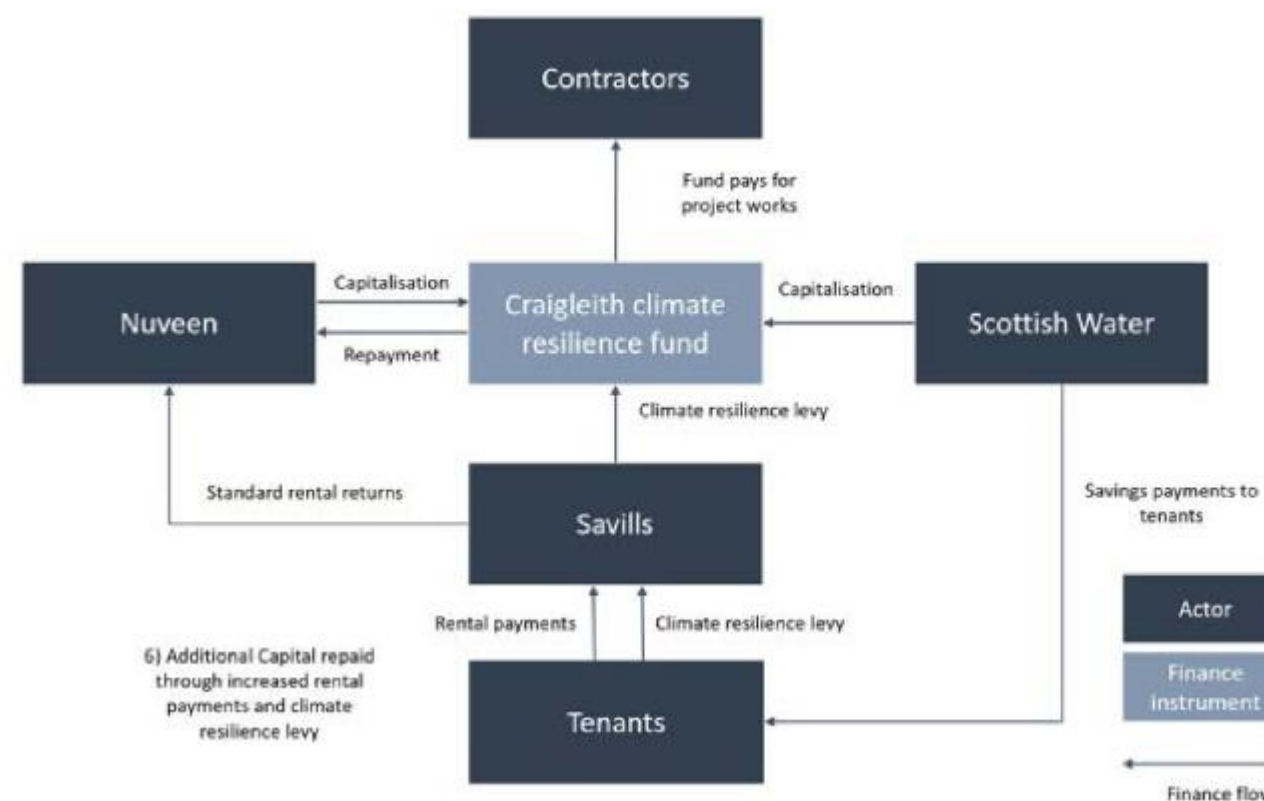 Contractors
Fund pays for
project works
Nuveen
Capitalisation
Repayment
Craigleith climate
resilience fund
Capitalisation
Scottish Water
Climate resilience levy
Standard rental returns
Savills
Savings payments to
tenants
Rental payments
Climate resilience levy
6) Additional Capital repaid
through increased rental
payments and climate
resilience levy
Tenants
Actor
Finance
instrument
Finance flow